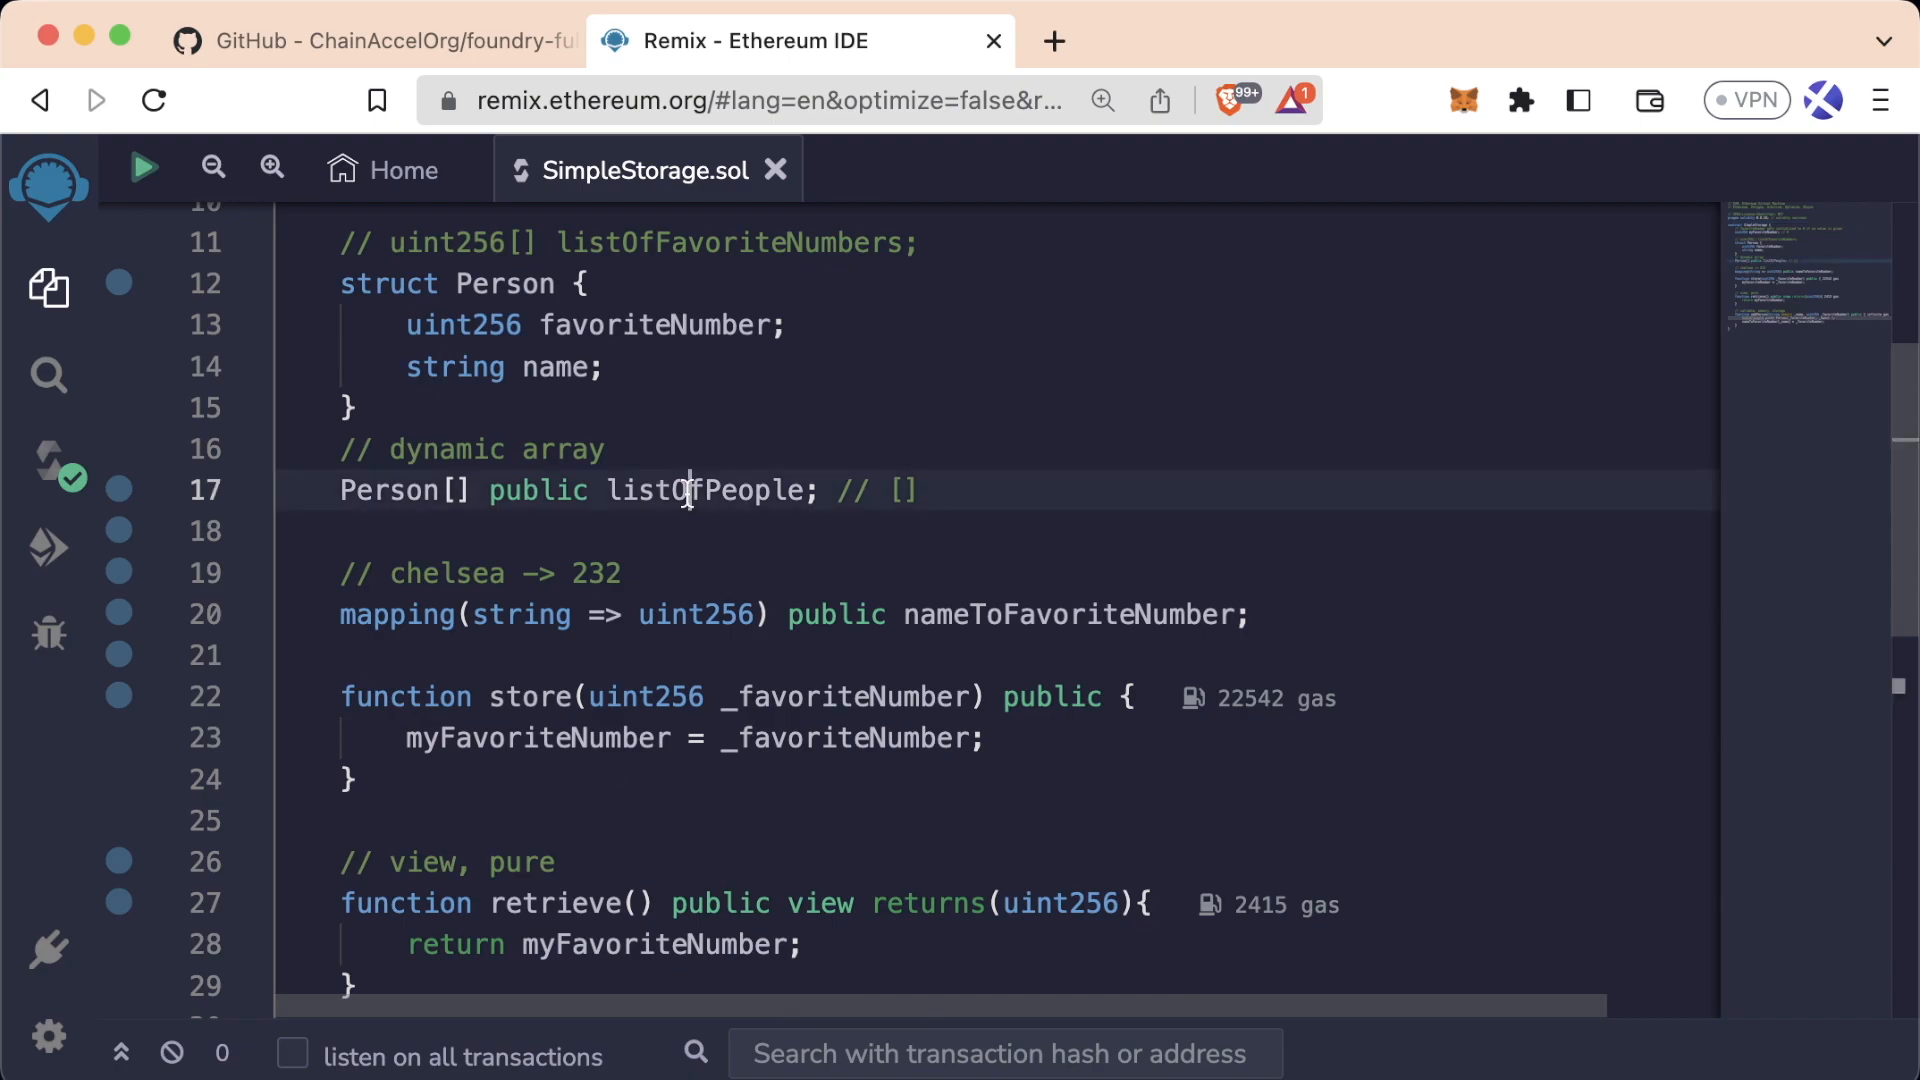 GitHub - ChainAccelOrg/foundry-ful
Remix - Ethereum IDE
remix.ethereum.org/#lang=en&optimize=false&r...
99+
1
VPN
Home
SimpleStorage.sol
10
11 // uint256[] listOfFavoriteNumbers;
12 struct Person {
13 uint256 favoriteNumber;
14 string name;
15 }
16 // dynamic array
17 Person[] public listOfPeople; // []
18
19 // chelsea -> 232
20 mapping(string => uint256) public nameToFavoriteNumber;
21
22 function store(uint256 _favoriteNumber) public { 22542 gas
23 myFavoriteNumber = _favoriteNumber;
24 }
25
26 // view, pure
27 function retrieve() public view returns(uint256){ 2415 gas
28 return myFavoriteNumber;
29 }
0
listen on all transactions
Search with transaction hash or address